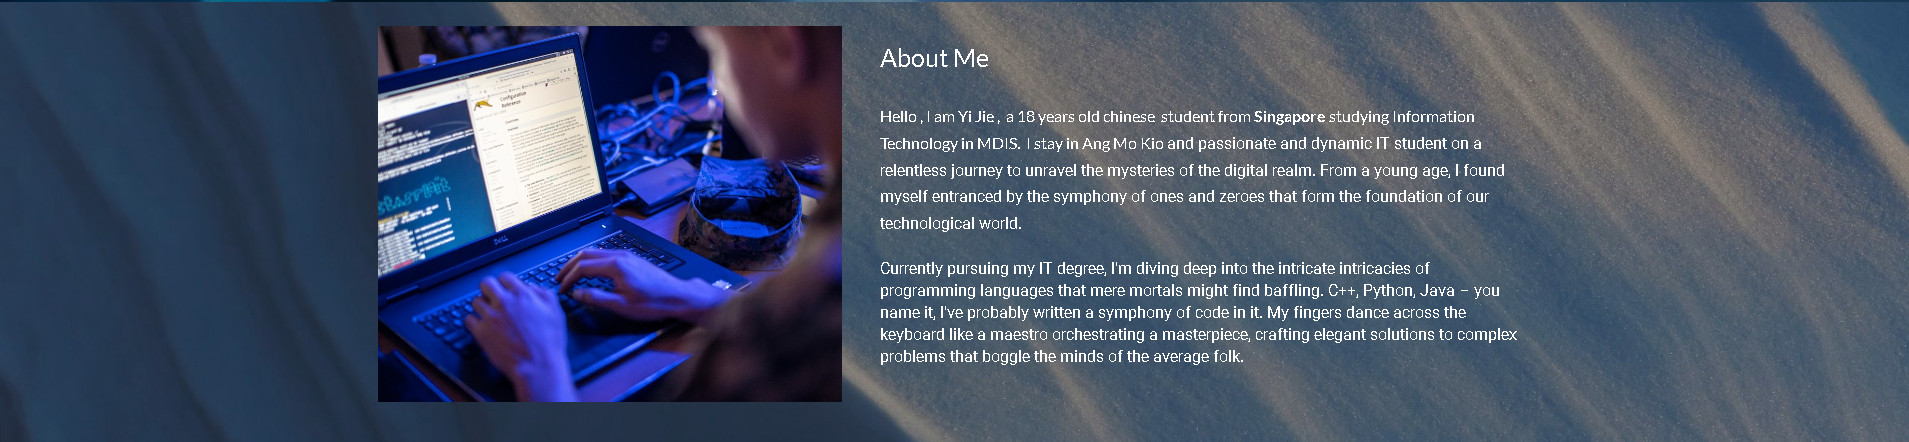 Configuration
Reference
DELL
About Me
Hello , I am Yi Jie , a 18 years old chinese student from Singapore studying Information
Technology in MDIS. I stay in Ang Mo Kio and passionate and dynamic IT student on a
relentless journey to unravel the mysteries of the digital realm. From a young age, I found
myself entranced by the symphony of ones and zeroes that form the foundation of our
technological world.
Currently pursuing my IT degree, I'm diving deep into the intricate intricacies of
programming languages that mere mortals might find baffling. C++, Python, Java – you
name it, I've probably written a symphony of code in it. My fingers dance across the
keyboard like a maestro orchestrating a masterpiece, crafting elegant solutions to complex
problems that boggle the minds of the average folk.